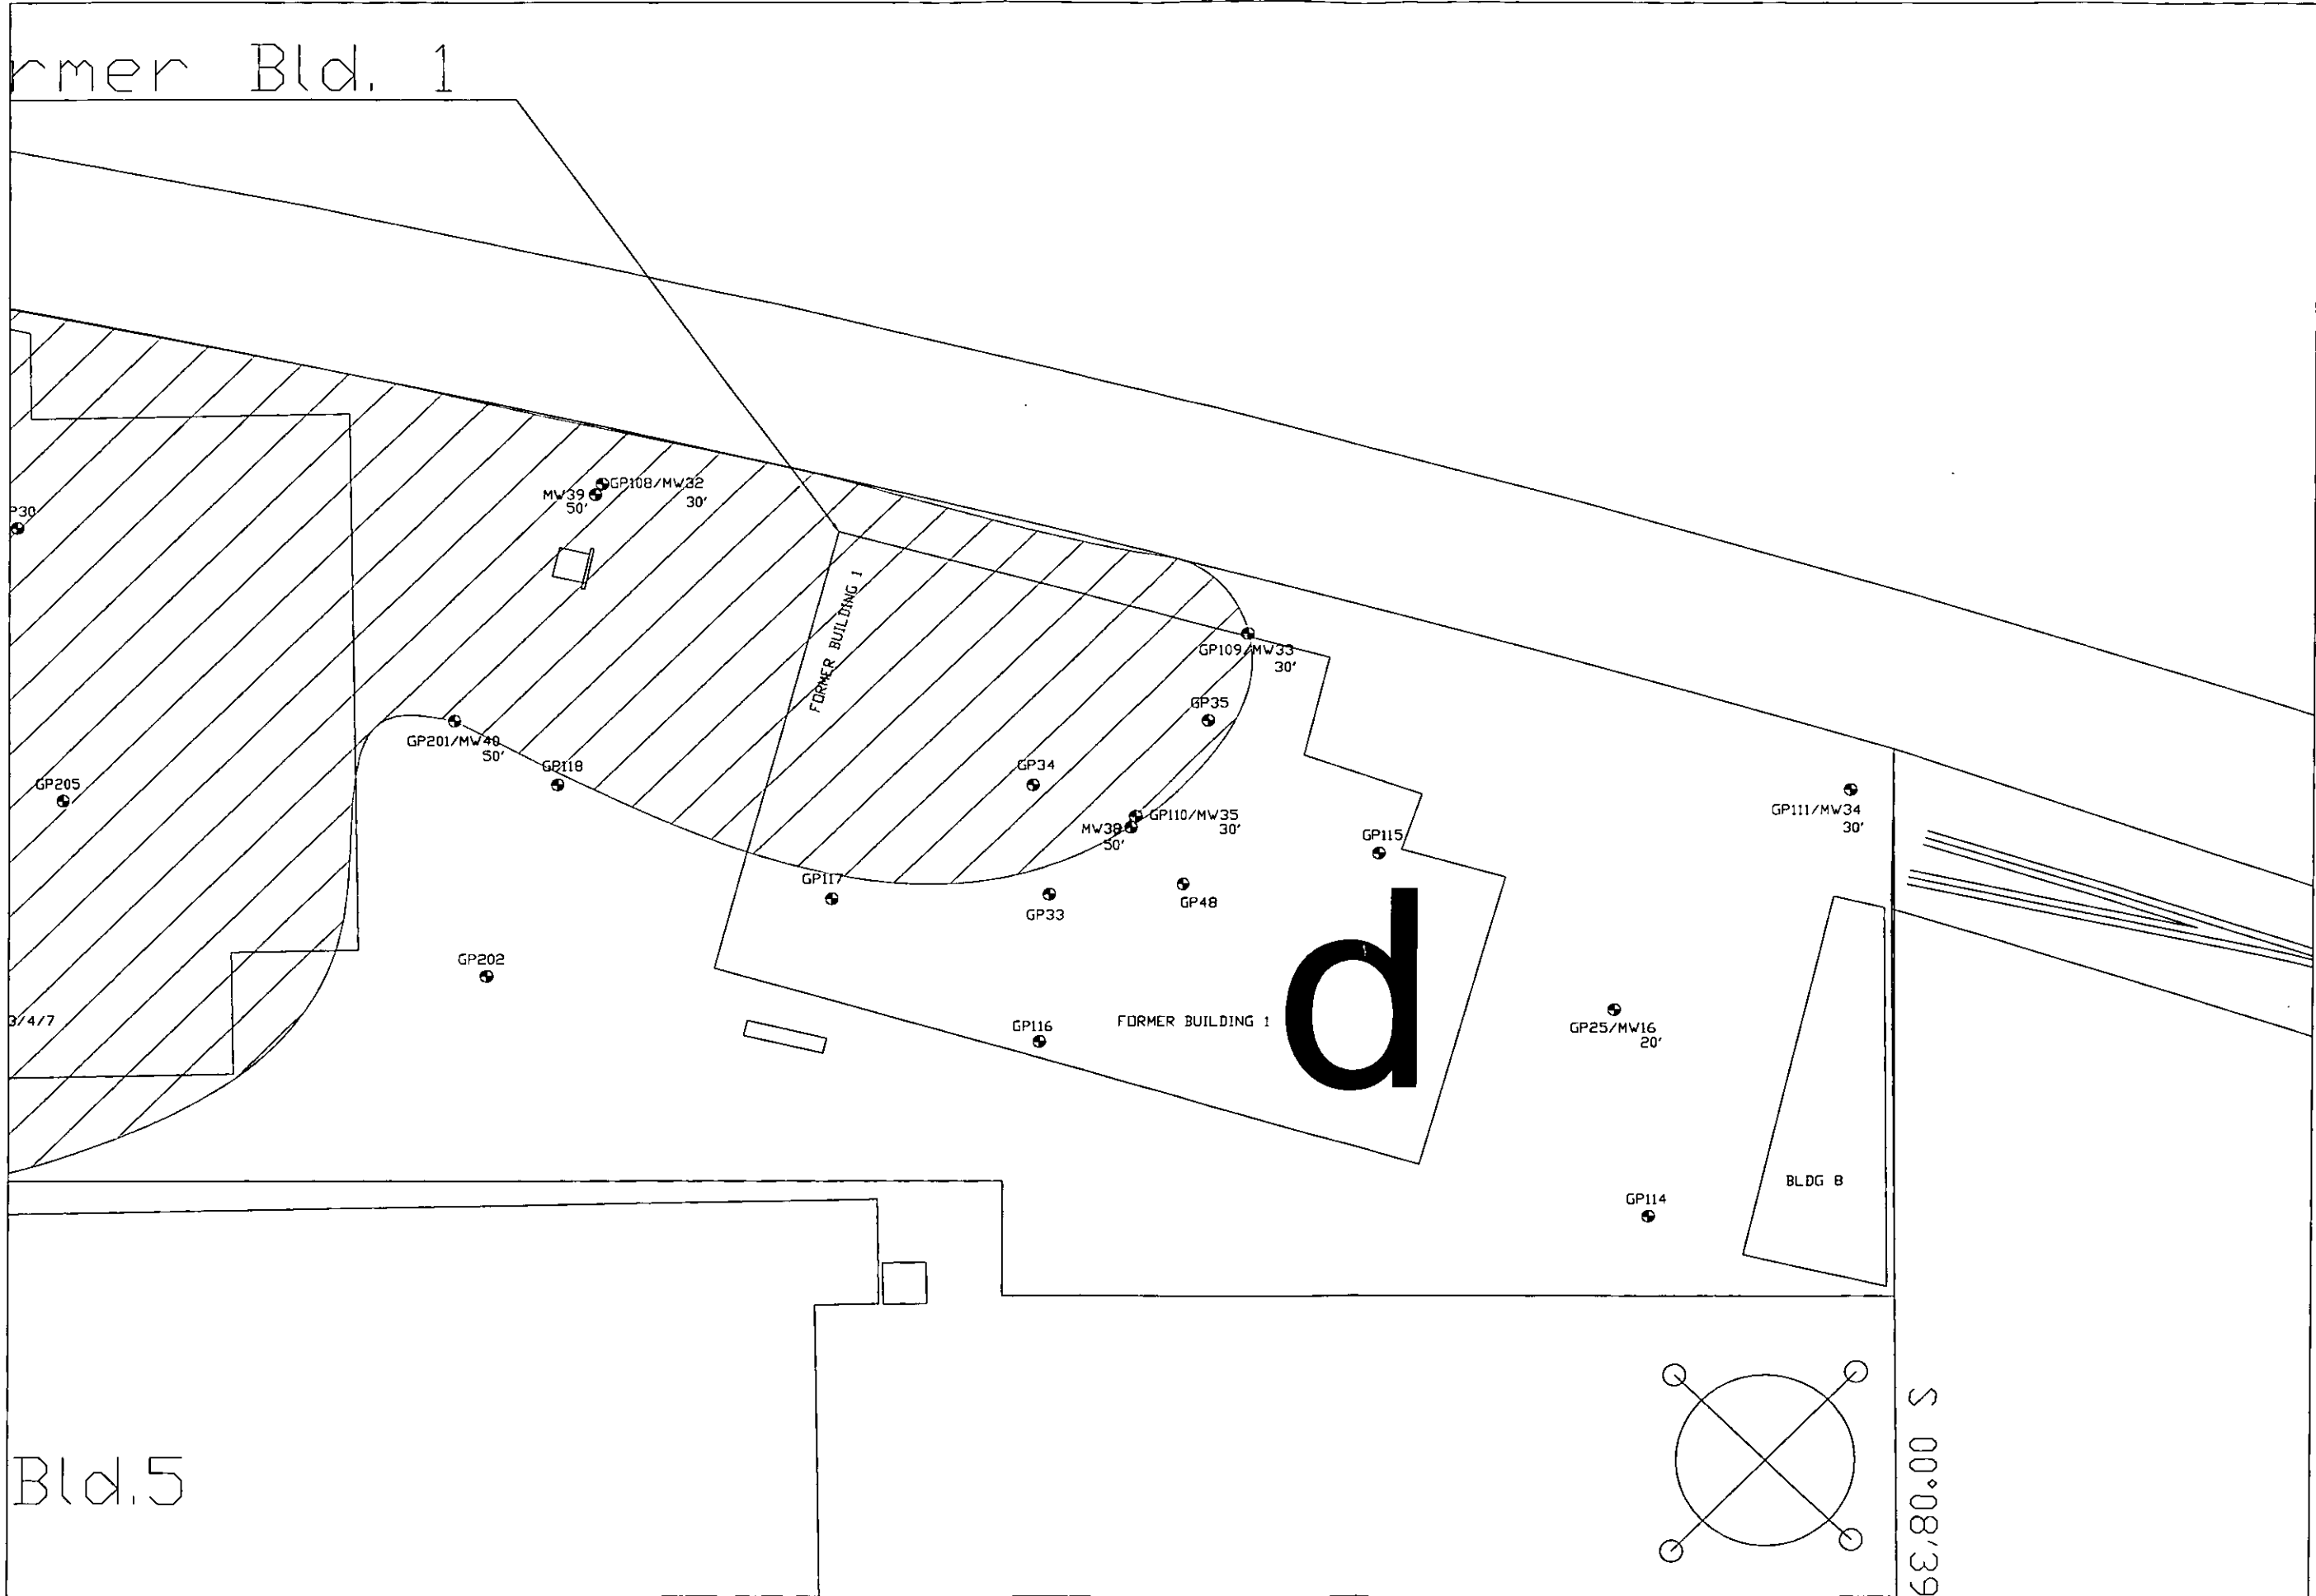 rmer Bld. 1
GP108/MW32
30'
MW39
50'
P30
FORMER BUILDING 1
GP109/MW33
30'
GP35
GP201/MW40
50'
GP118
GP34
GP205
GP110/MW35
30'
MW38
50'
GP111/MW34
30'
GP115
GP117
GP33
GP48
GP202
3/4/7
GP116
FORMER BUILDING 1
d
GP25/MW16
20'
BLDG 8
GP114
Bld.5
S 00°08'39